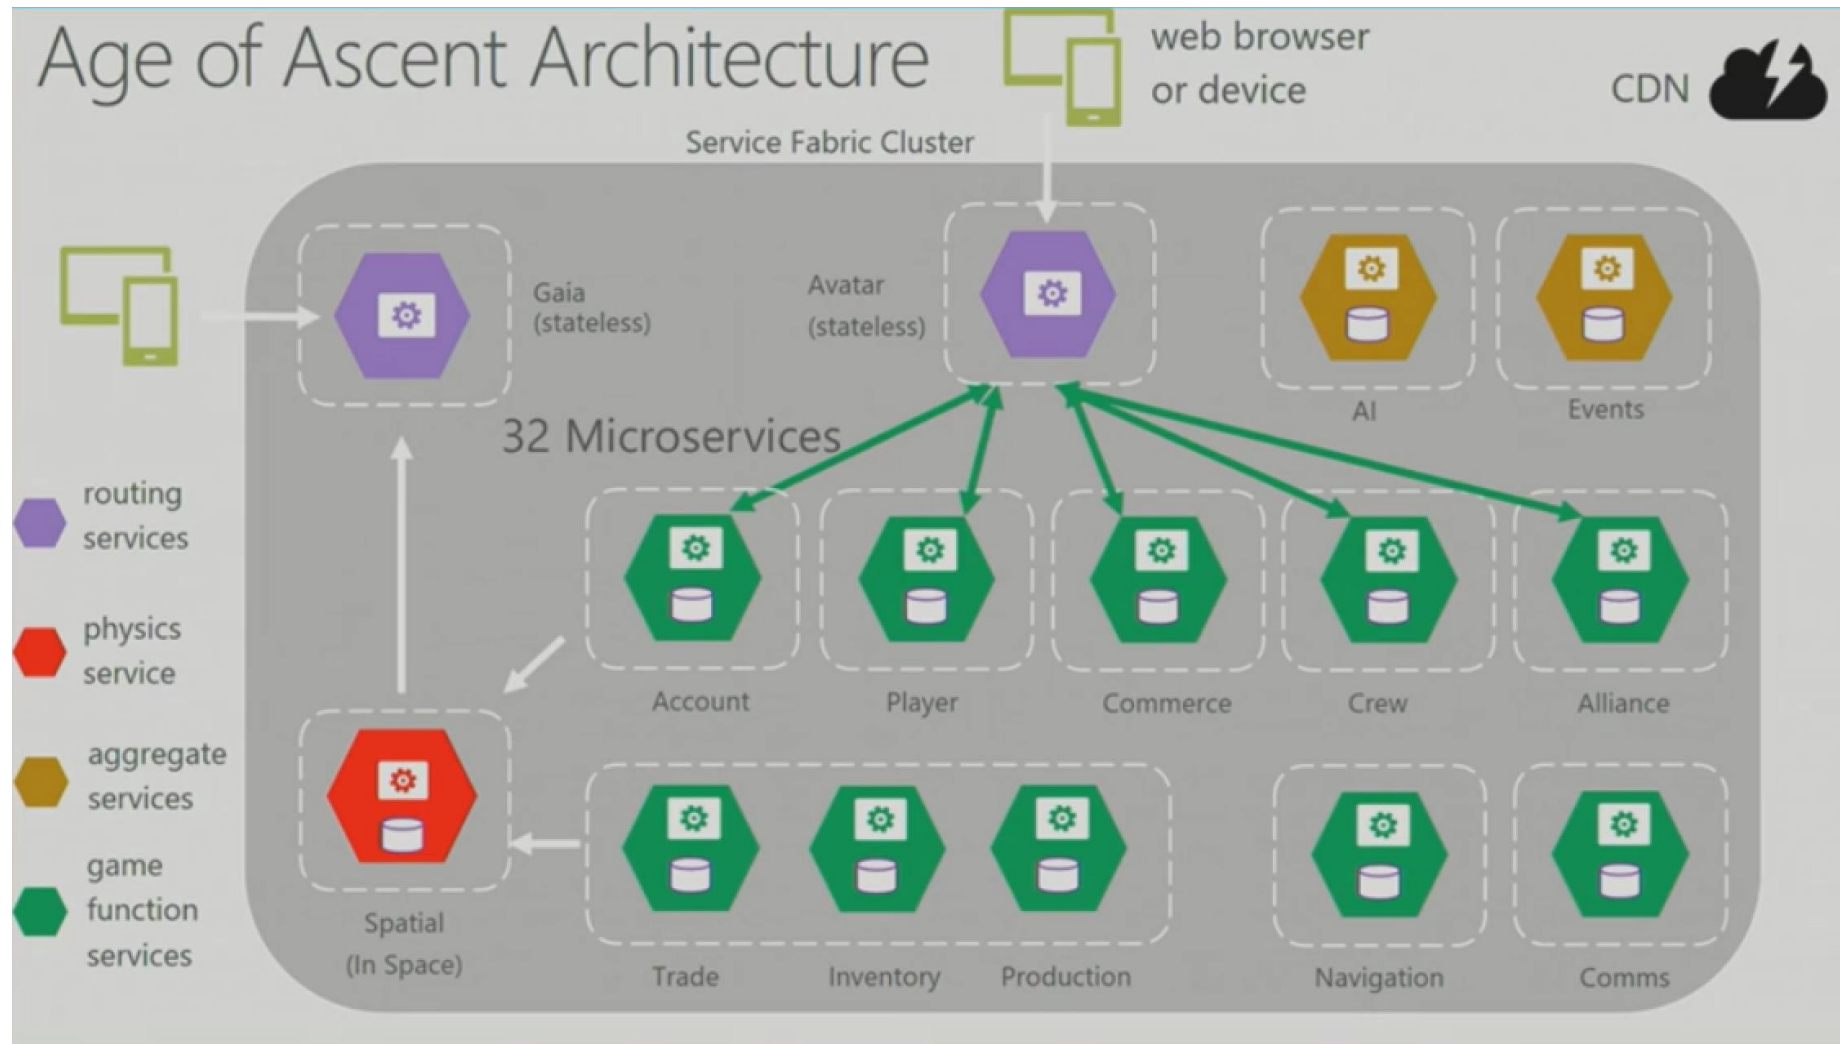 Age of Ascent Architecture
web browser
or device
CDN
Service Fabric Cluster
Gaia
(stateless)
Avatar
(stateless)
AI
Events
32 Microservices
routing
services
physics
service
aggregate
services
game
function
services
Account
Player
Commerce
Crew
Alliance
Spatial
(In Space)
Trade
Inventory
Production
Navigation
Comms